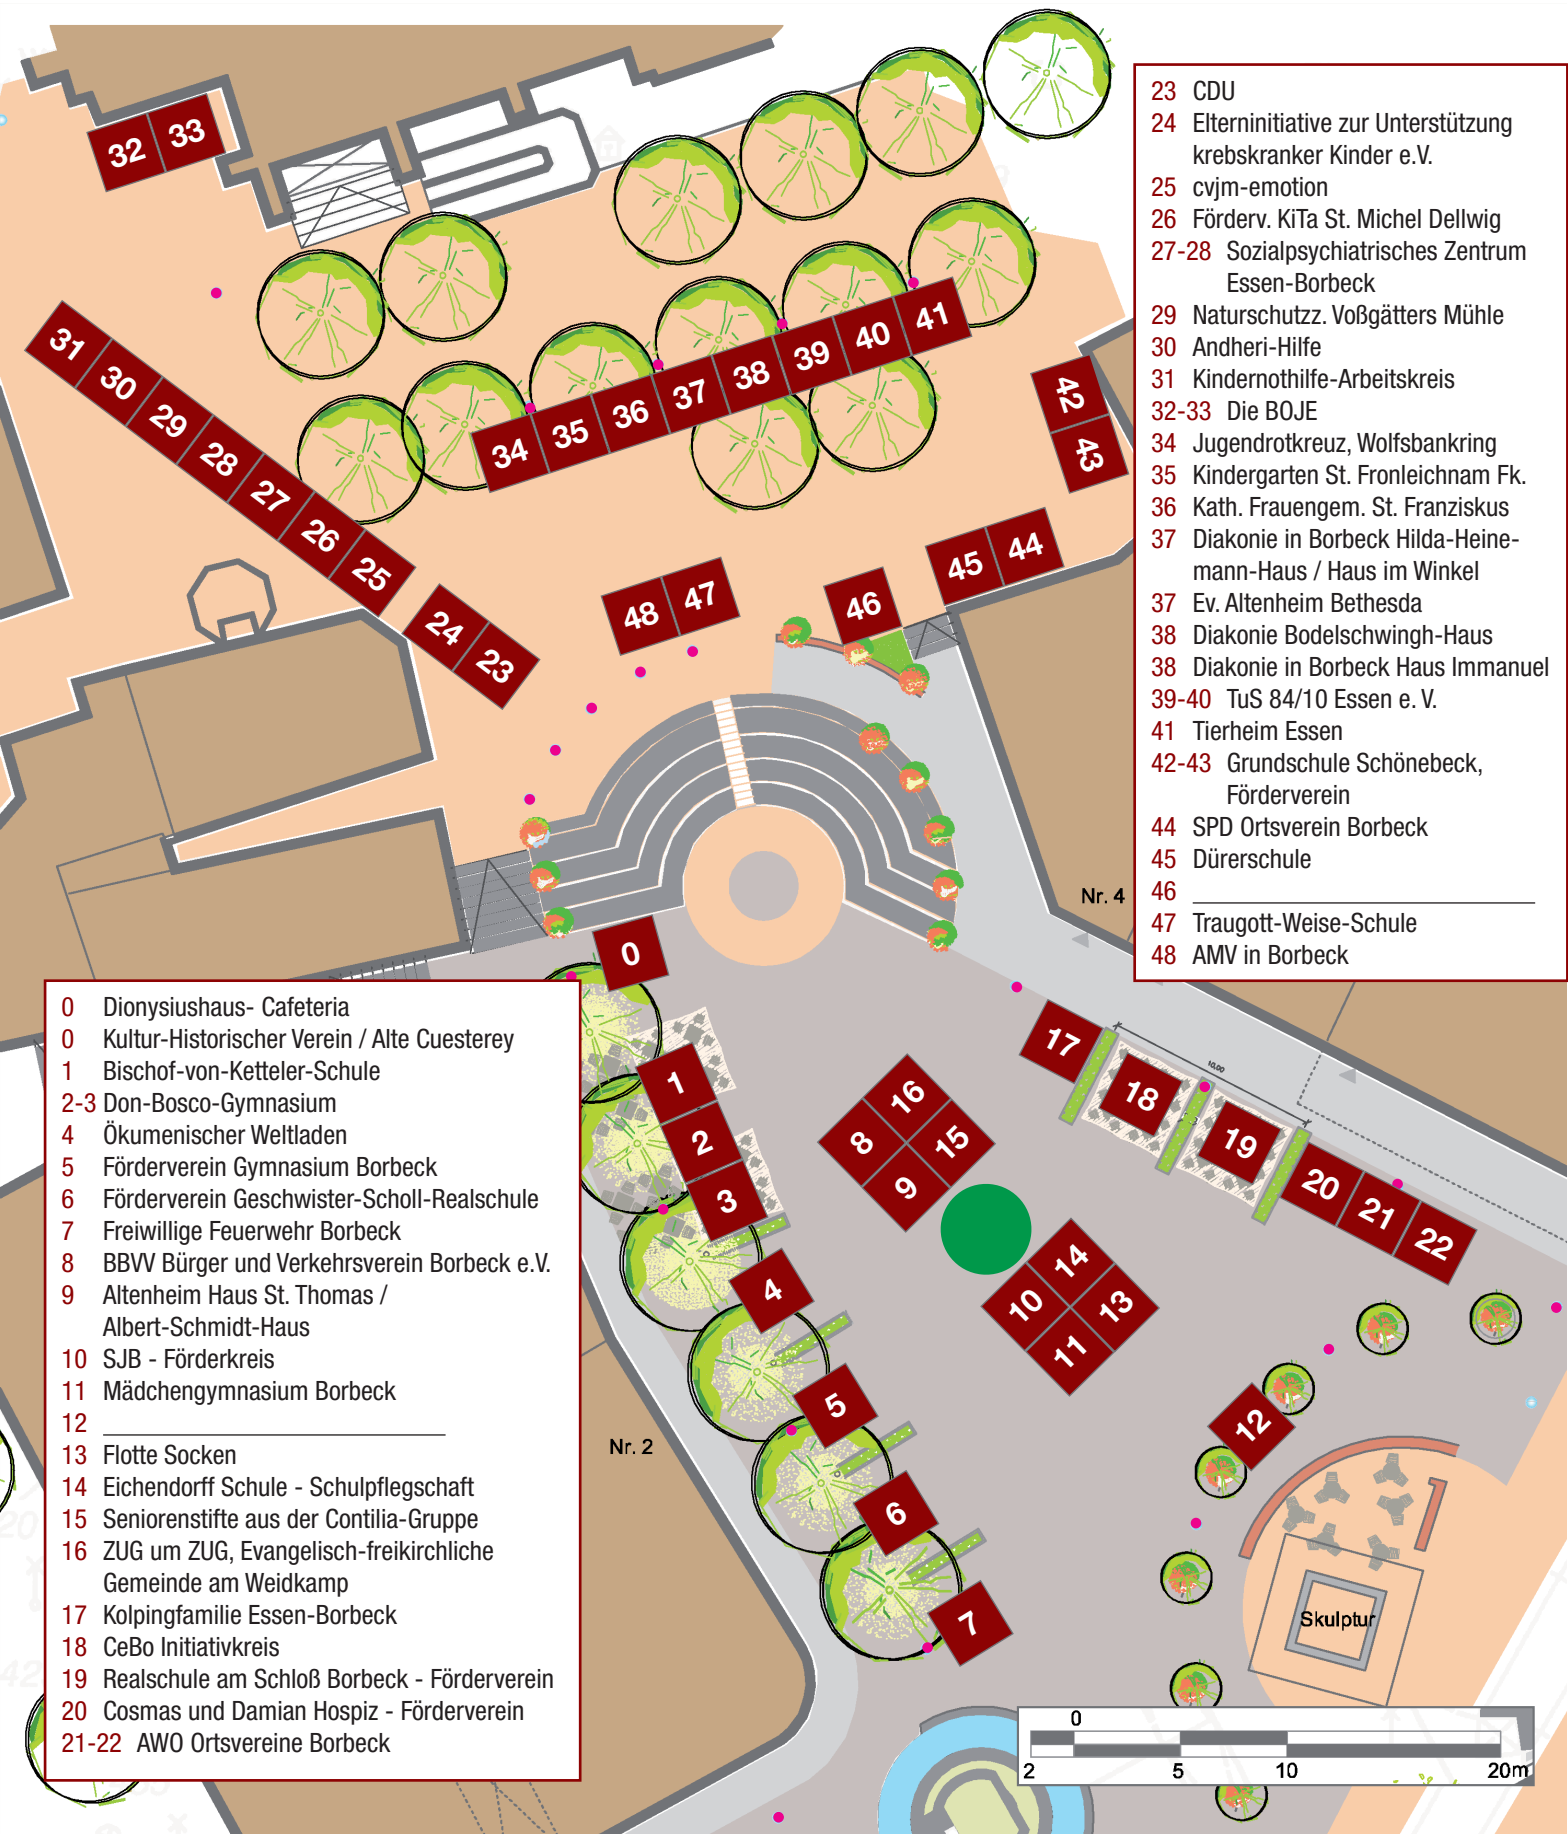 32
33
31
30
29
28
27
26
25
24
23
34
35
36
37
38
39
40
41
42
43
44
45
46
47
48
23 CDU
24 Elterninitiative zur Unterstützung
krebskranker Kinder e.V.
25 cvjm-emotion
26 Förderv. KiTa St. Michel Dellwig
27-28 Sozialpsychiatrisches Zentrum
Essen-Borbeck
29 Naturschutzz. Voßgätters Mühle
30 Andheri-Hilfe
31 Kindernothilfe-Arbeitskreis
32-33 Die BOJE
34 Jugendrotkreuz, Wolfsbankring
35 Kindergarten St. Fronleichnam Fk.
36 Kath. Frauengem. St. Franziskus
37 Diakonie in Borbeck Hilda-Heine-
mann-Haus / Haus im Winkel
37 Ev. Altenheim Bethesda
38 Diakonie Bodelschwingh-Haus
38 Diakonie in Borbeck Haus Immanuel
39-40 TuS 84/10 Essen e. V.
41 Tierheim Essen
42-43 Grundschule Schönebeck,
Förderverein
44 SPD Ortsverein Borbeck
45 Dürerschule
46
47 Traugott-Weise-Schule
48 AMV in Borbeck
Nr. 4
0 Dionysiushaus- Cafeteria
0 Kultur-Historischer Verein / Alte Cuesterey
1 Bischof-von-Ketteler-Schule
2-3 Don-Bosco-Gymnasium
4 Ökumenischer Weltladen
5 Förderverein Gymnasium Borbeck
6 Förderverein Geschwister-Scholl-Realschule
7 Freiwillige Feuerwehr Borbeck
8 BBVV Bürger und Verkehrsverein Borbeck e.V.
9 Altenheim Haus St. Thomas /
Albert-Schmidt-Haus
10 SJB - Förderkreis
11 Mädchengymnasium Borbeck
12
13 Flotte Socken
14 Eichendorff Schule - Schulpflegschaft
15 Seniorenstifte aus der Contilia-Gruppe
16 ZUG um ZUG, Evangelisch-freikirchliche
Gemeinde am Weidkamp
17 Kolpingfamilie Essen-Borbeck
18 CeBo Initiativkreis
19 Realschule am Schloß Borbeck - Förderverein
20 Cosmas und Damian Hospiz - Förderverein
21-22 AWO Ortsvereine Borbeck
0
1
2
3
4
5
6
7
8
16
15
9
10
14
13
11
17
10,00
18
19
20
21
22
12
Nr. 2
Skulptur
0
2 5 10 20m